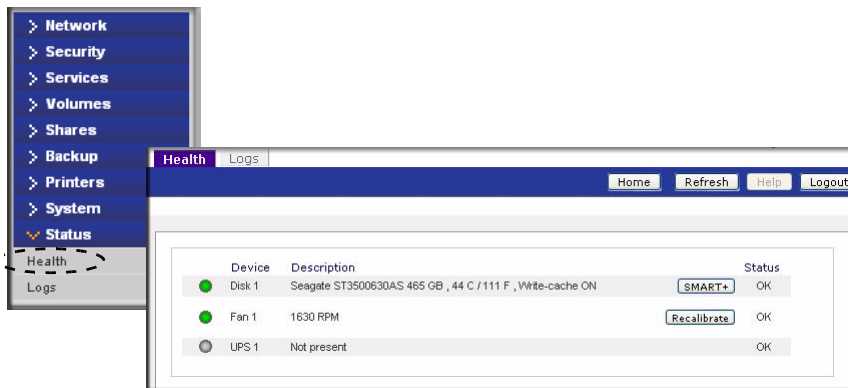 > Network
> Security
> Services
> Volumes
> Shares
> Backup
> Printers
> System
Status
Health
Logs
Health Logs
Home Refresh Help Logout
Device Description Status
Disk 1 Seagate ST3500630AS 465 GB , 44 C / 111 F , Write-cache ON SMART+ OK
Fan 1 1630 RPM Recalibrate OK
UPS 1 Not present OK